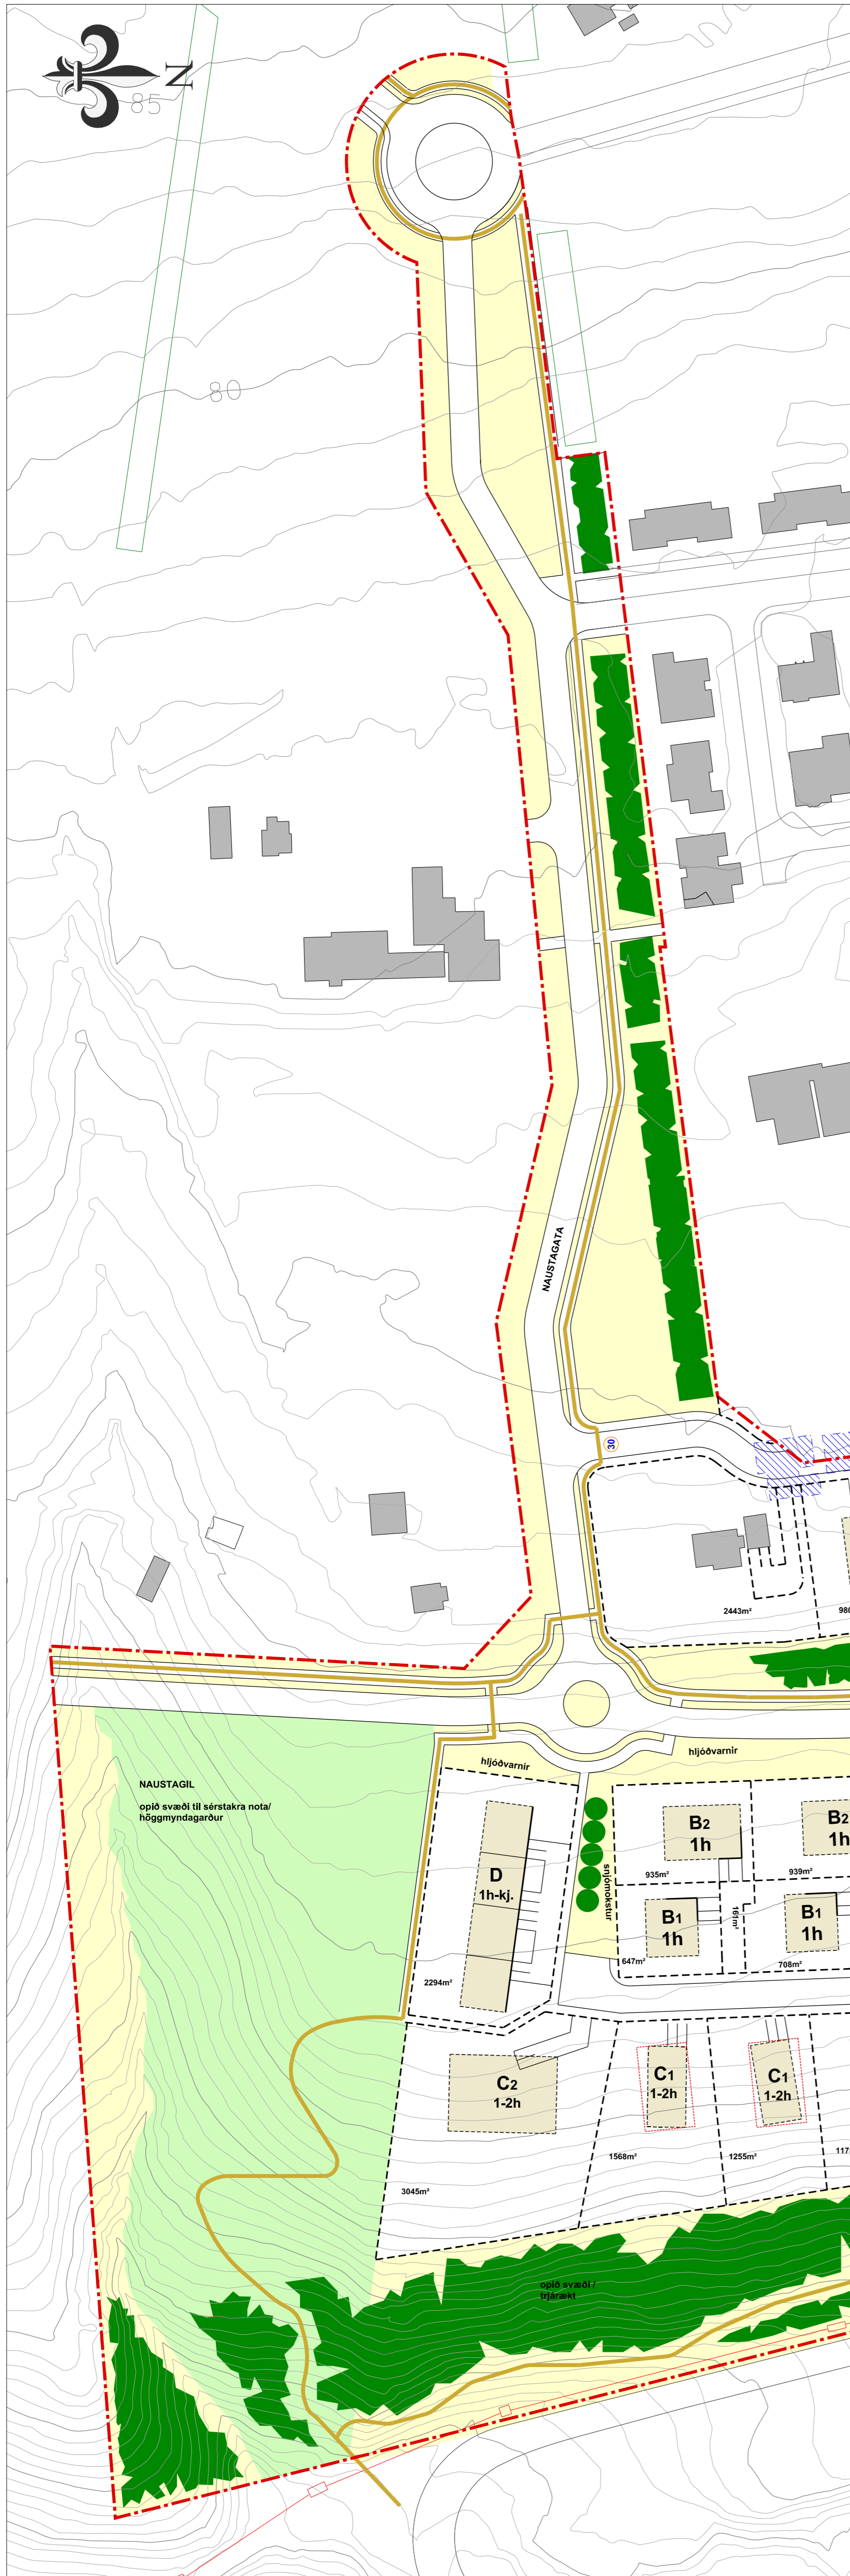 N
85
80
NAUSTAGATA
30
2443m²
NAUSTAGIL
opið svæði til sérstakra nota/
höggmyndagarður
hljóðvarnir
hljóðvarnir
snjómokstur
D
1h-kj.
2294m²
B2
1h
935m²
B2
1h
939m²
B1
1h
647m²
161m²
B1
1h
708m²
C2
1-2h
3045m²
C1
1-2h
1568m²
C1
1-2h
1255m²
opið svæði /
trjárækt